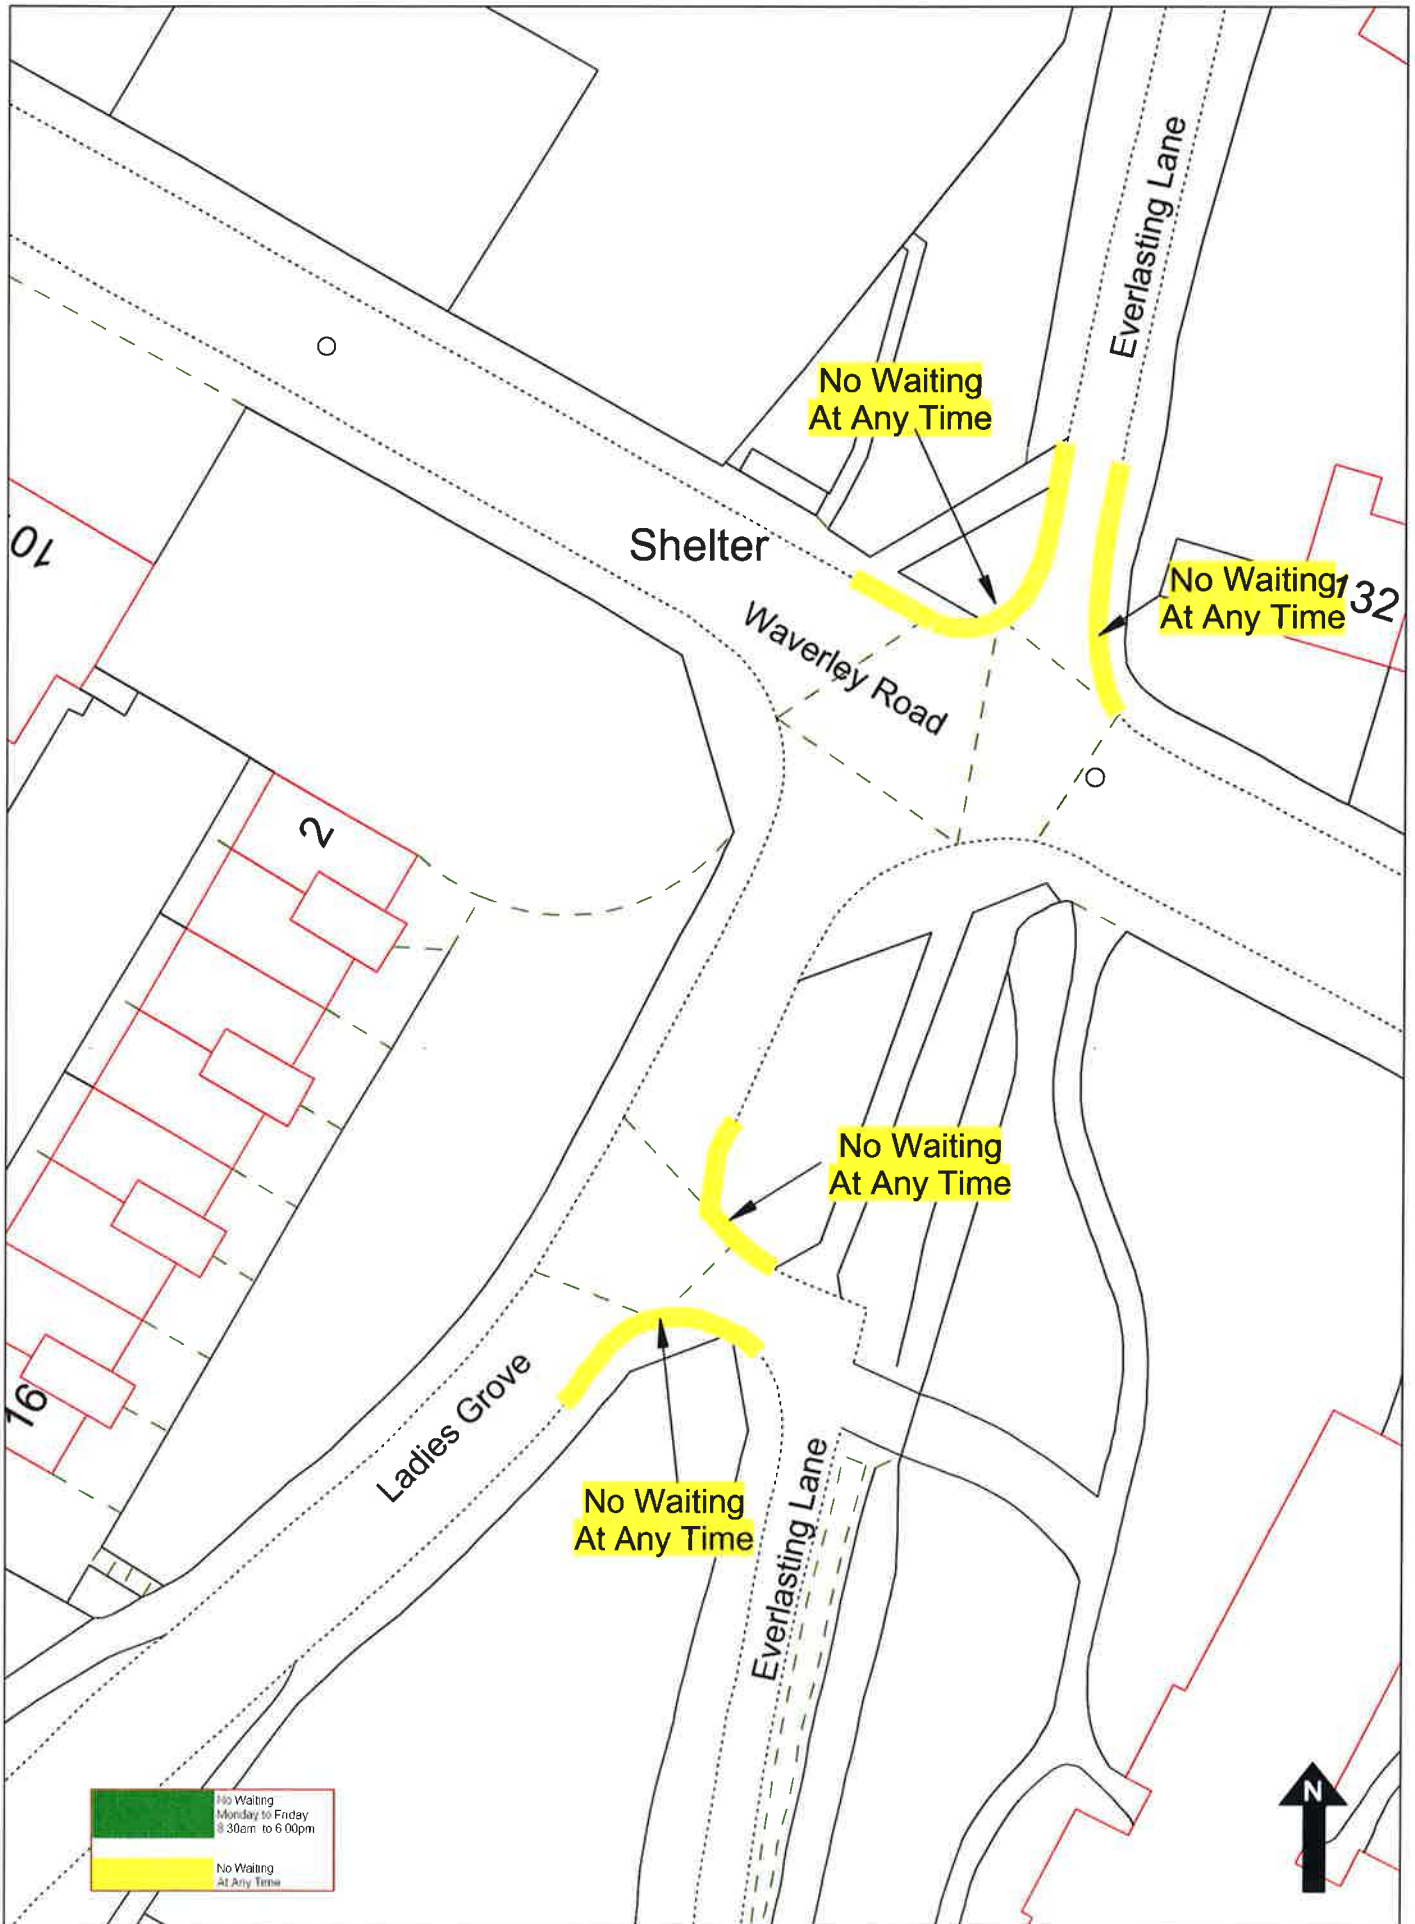 Everlasting Lane
No Waiting
At Any Time
Shelter
No Waiting
At Any Time
132
10
Waverley Road
2
No Waiting
At Any Time
Ladies Grove
16
No Waiting
At Any Time
Everlasting Lane
No Waiting
Monday to Friday
8 30am to 6 00pm
No Waiting
At Any Time
N